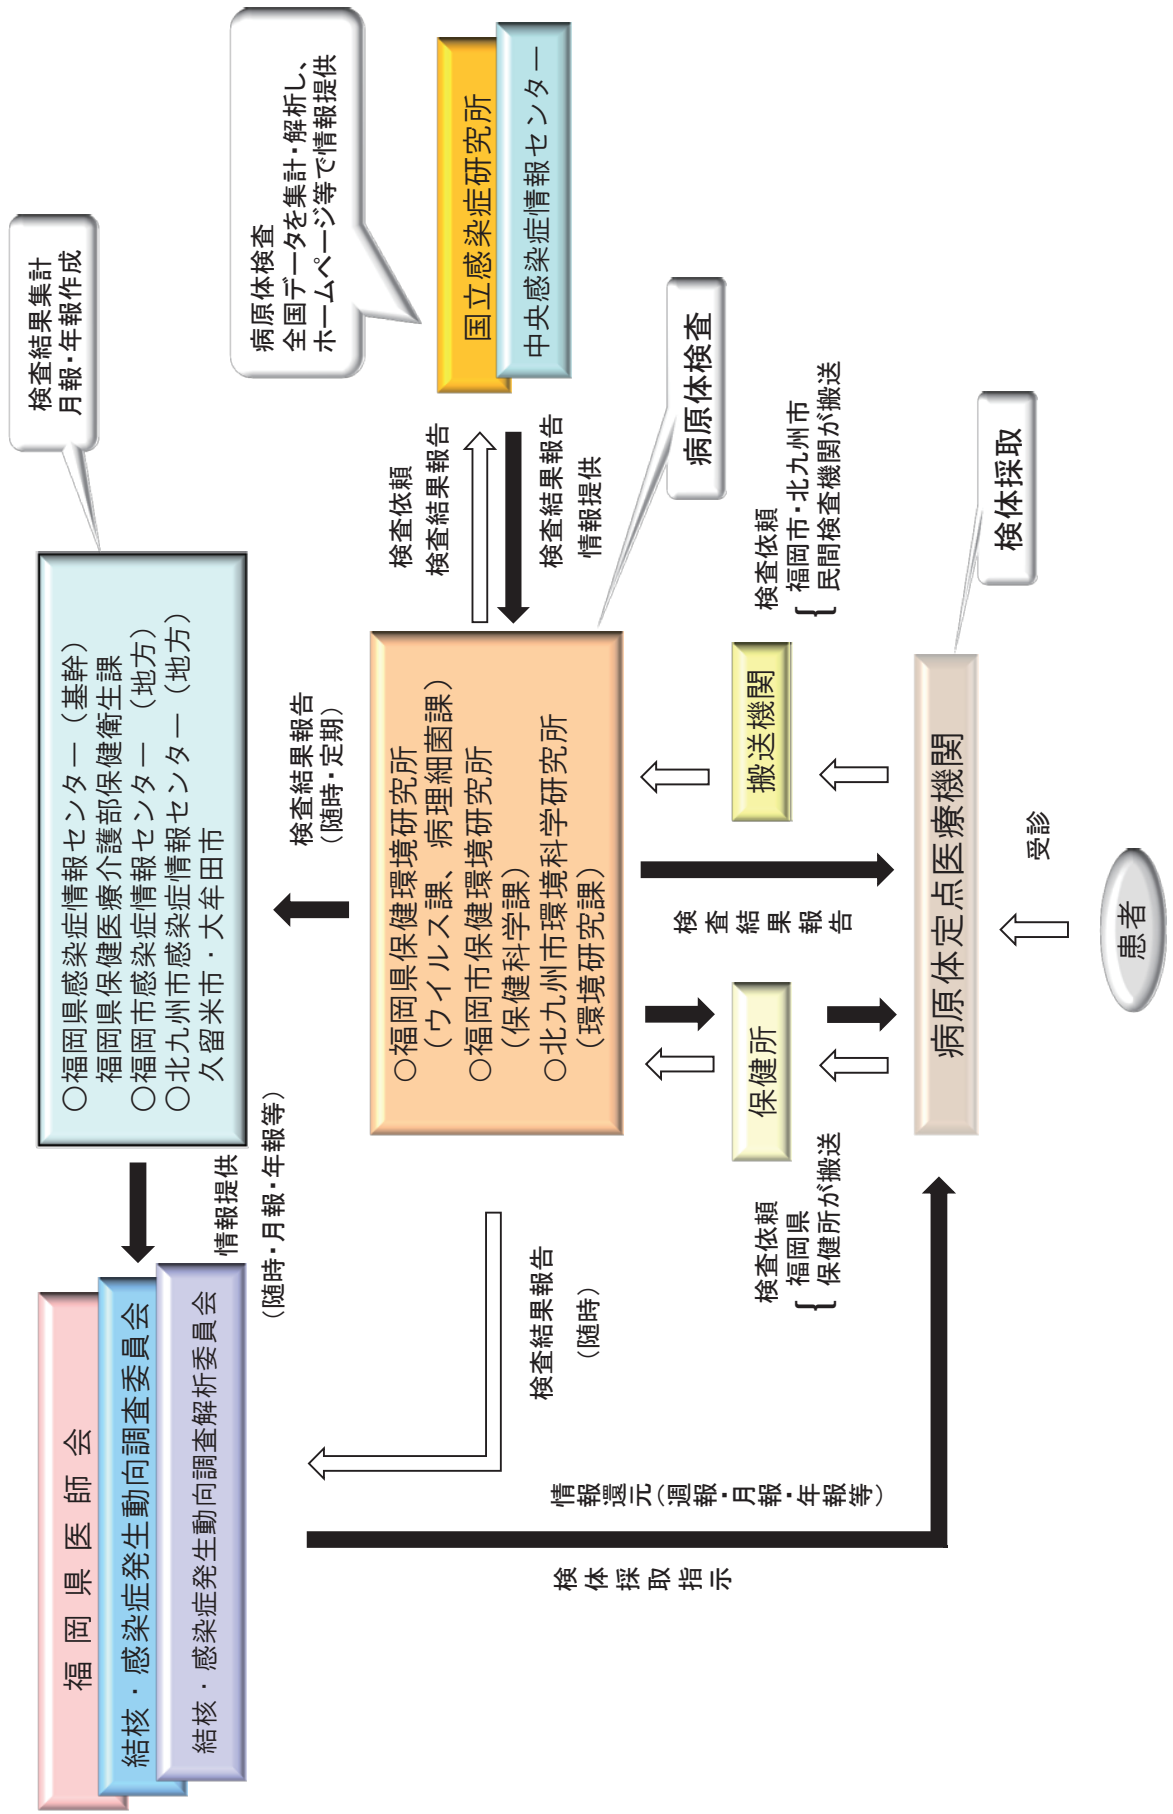 福岡県医師会
結核・感染症発生動向調査委員会
結核・感染症発生動向調査解析委員会
情報提供
（随時・月報・年報等）
○福岡県感染症情報センター（基幹）
福岡県保健医療介護部保健衛生課
○福岡市感染症情報センター（地方）
○北九州市感染症情報センター（地方）
久留米市・大牟田市
検査結果集計
月報・年報作成
検査結果報告
（随時・定期）
病原体検査
全国データを集計・解析し、
ホームページ等で情報提供
国立感染症研究所
中央感染症情報センター
検査依頼
検査結果報告
検査結果報告
情報提供
○福岡県保健環境研究所
（ウイルス課、病理細菌課）
○福岡市保健環境研究所
（保健科学課）
○北九州市環境科学研究所
（環境研究課）
病原体検査
検査結果報告
（随時）
情報還元（週報・月報・年報等）
検体採取指示
検査依頼
福岡県
保健所が搬送
保健所
検査結果報告
搬送機関
検査依頼
福岡市・北九州市
民間検査機関が搬送
病原体定点医療機関
検体採取
受診
患者